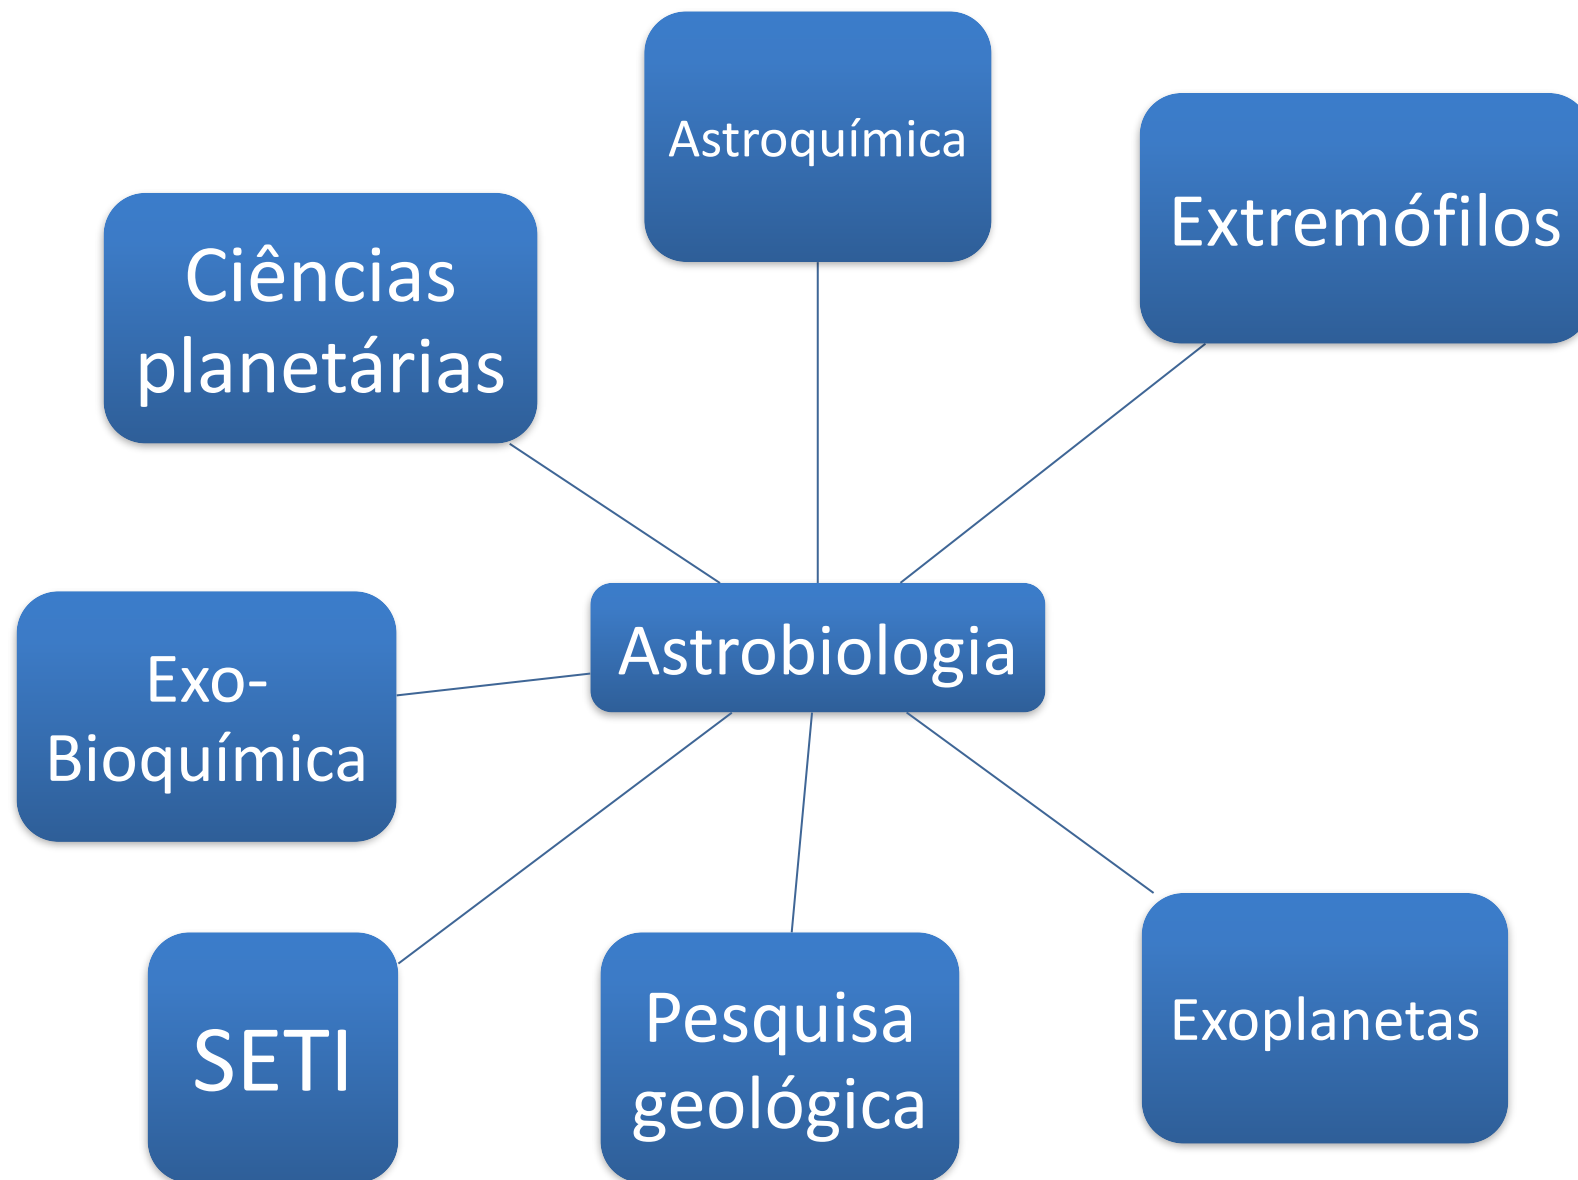 Astroquímica
Extremófilos
Ciências
planetárias
Astrobiologia
Exo-
Bioquímica
SETI
Pesquisa
geológica
Exoplanetas